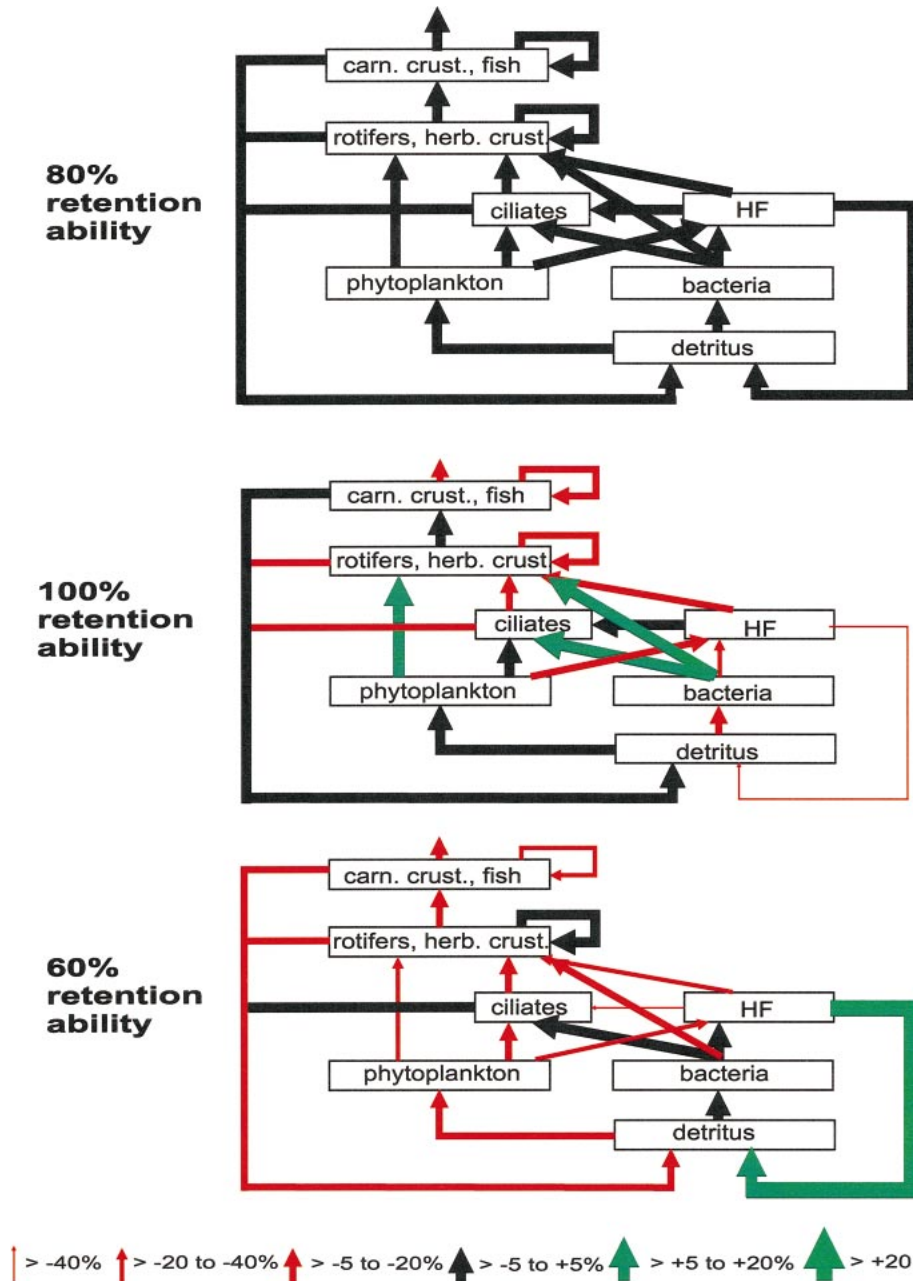 carn. crust., fish
rotifers, herb. crust.
80%
retention
ability
ciliates
HF
phytoplankton
bacteria
detritus
carn. crust., fish
rotifers, herb. crust.
100%
retention
ability
ciliates
HF
phytoplankton
bacteria
detritus
carn. crust., fish
rotifers, herb. crust.
60%
retention
ability
ciliates
HF
phytoplankton
bacteria
detritus
> -40% > -20 to -40% > -5 to -20% > -5 to +5% > +5 to +20% > +20